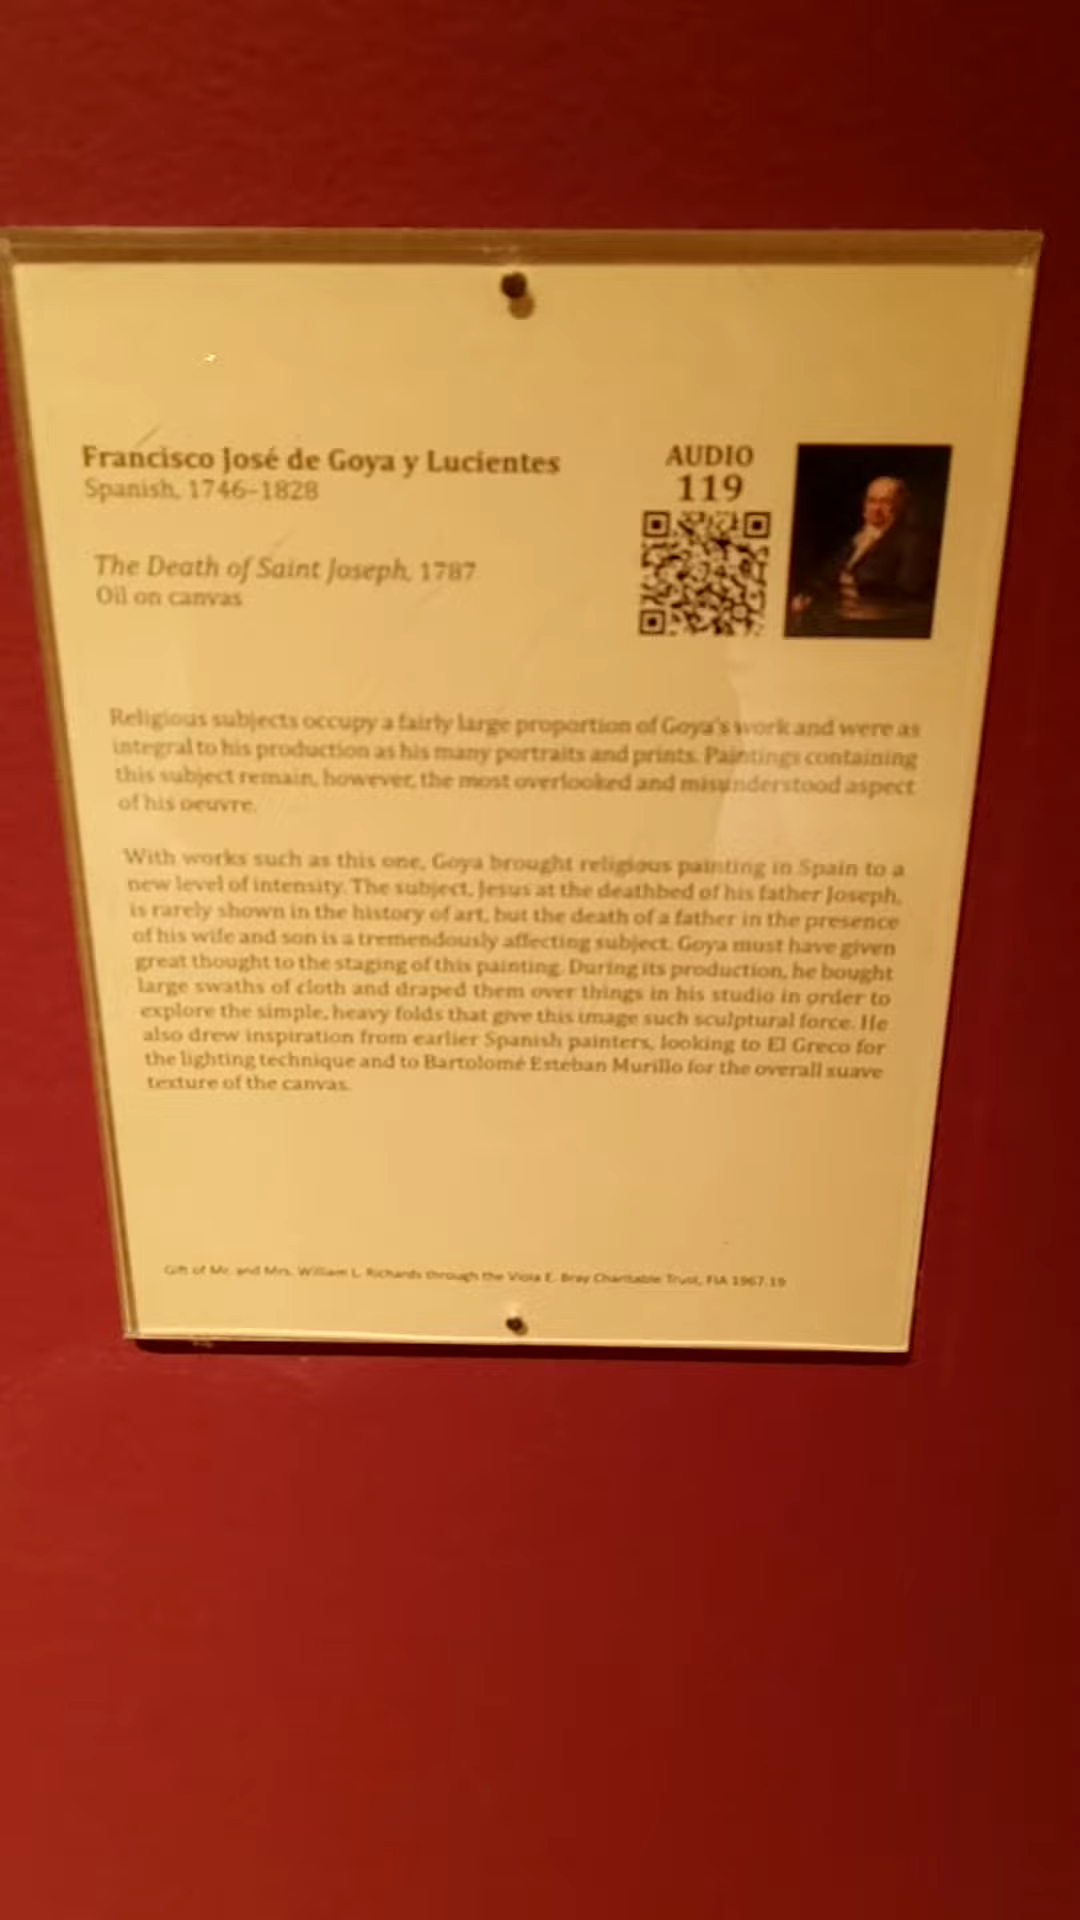 Francisco José de Goya y Lucientes
Spanish, 1746–1828
The Death of Saint Joseph, 1787
Oil on canvas
AUDIO
119
Religious subjects occupy a fairly large proportion of Goya's work and were as
integral to his production as his many portraits and prints. Paintings containing
this subject remain, however, the most overlooked and misunderstood aspect
of his oeuvre.
With works such as this one, Goya brought religious painting in Spain to a
new level of intensity. The subject, Jesus at the deathbed of his father Joseph,
is rarely shown in the history of art, but the death of a father in the presence
of his wife and son is a tremendously affecting subject. Goya must have given
great thought to the staging of this painting. During its production, he bought
large swaths of cloth and draped them over things in his studio in order to
explore the simple, heavy folds that give this image such sculptural force. He
also drew inspiration from earlier Spanish painters, looking to El Greco for
the lighting technique and to Bartolomé Esteban Murillo for the overall suave
texture of the canvas.
Gift of Mr. and Mrs. William L. Richards through the Viola E. Bray Charitable Trust, FIA 1967.19